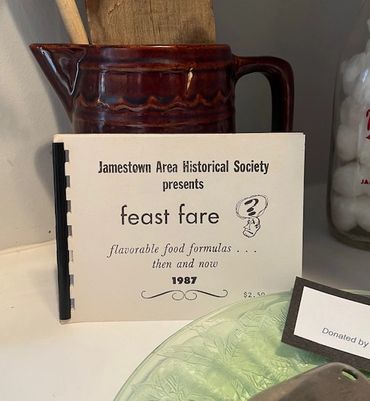 Jamestown Area Historical Society
presents
feast fare
?
flavorable food formulas . . .
then and now
1987
$2.50
Donated by